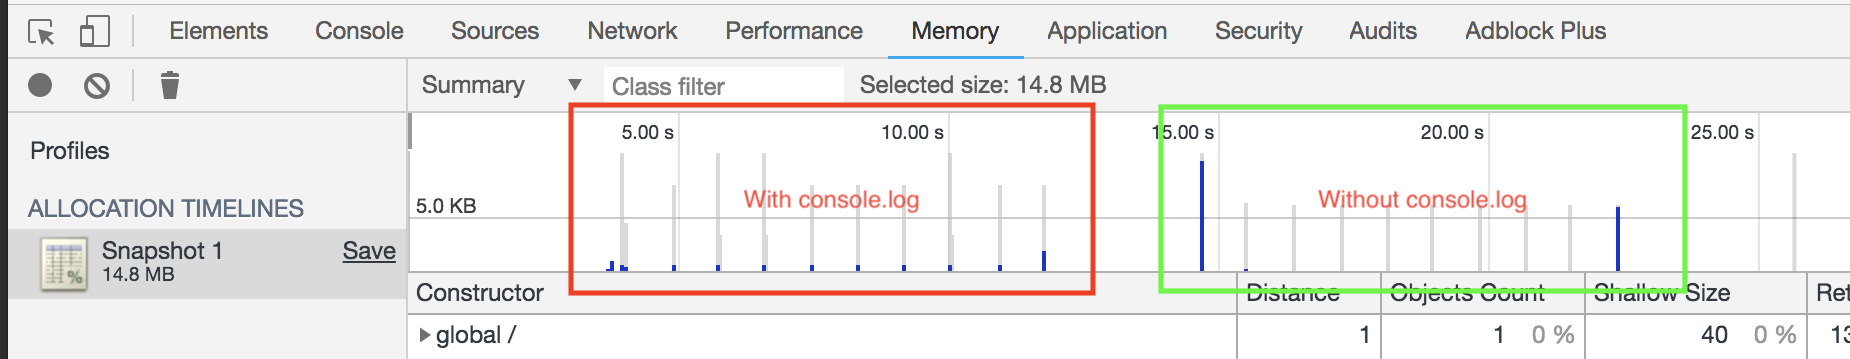 Elements Console Sources Network Performance Memory Application Security Audits Adblock Plus
Summary ▼ Class filter Selected size: 14.8 MB
5.00 s 10.00 s 15.00 s 20.00 s 25.00 s
Profiles
With console.log Without console.log
ALLOCATION TIMELINES
5.0 KB
Snapshot 1 Save
14.8 MB
%
Constructor Distance Objects Count Shallow Size Ret
▶ global / 1 1 0 % 40 0 % 13